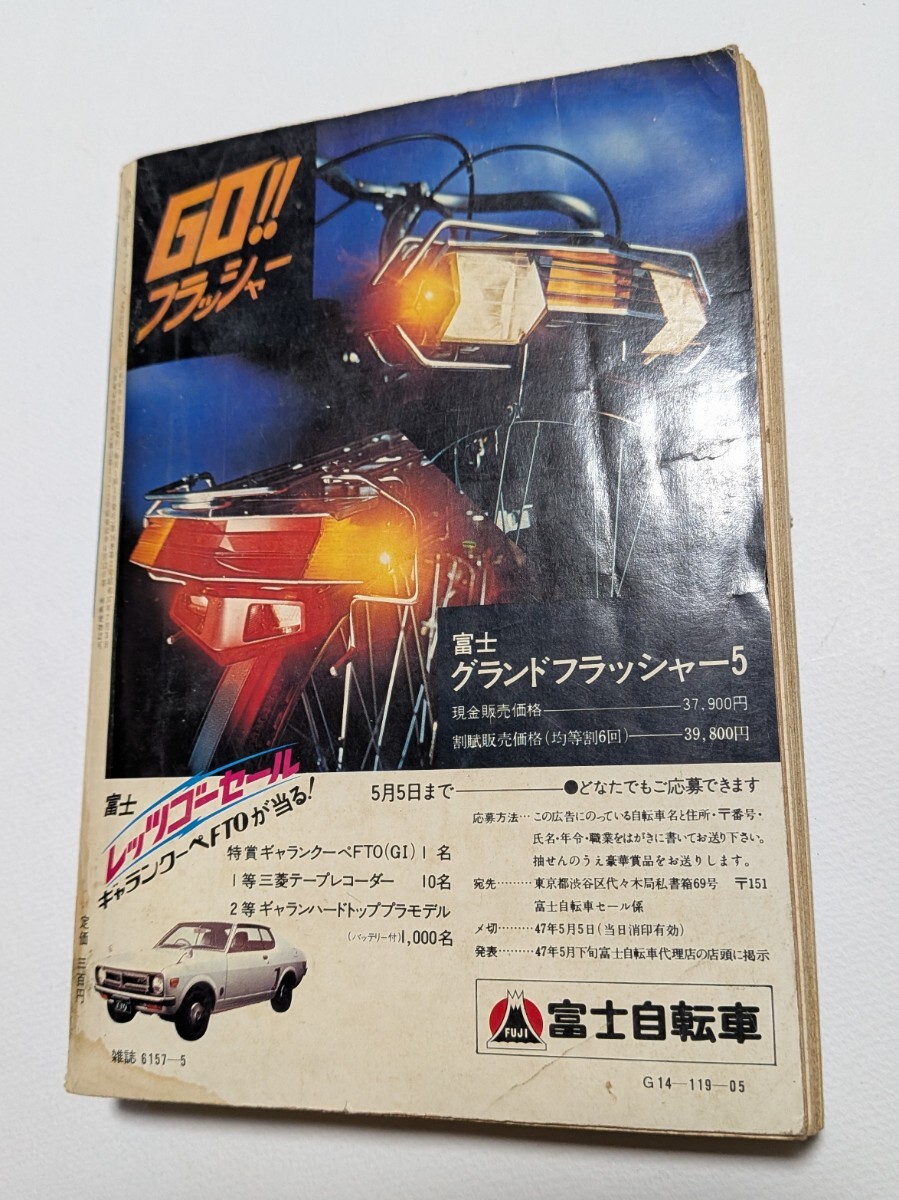 GO!!
フラッシャー
富士
グランドフラッシャー5
現金販売価格 37,900円
割賦販売価格(均等割6回) 39,800円
富士
レッツゴーセール
ギャランクーペFTOが当る!
5月5日まで ●どなたでもご応募できます
特賞 ギャランクーペFTO(GI) 1名
1等 三菱テープレコーダー 10名
2等 ギャランハードトッププラモデル
(バッテリー付) 1,000名
応募方法… この広告にのっている自転車名と住所・〒番号・
氏名・年令・職業をはがきに書いてお送り下さい。
抽せんのうえ豪華賞品をお送りします。
宛先……… 東京都渋谷区代々木局私書箱69号 〒151
富士自転車セール係
〆切……… 47年5月5日(当日消印有効)
発表……… 47年5月下旬富士自転車代理店の店頭に掲示
FUJI
富士自転車
定価 三百円
雑誌 6157-5
G14-119-05